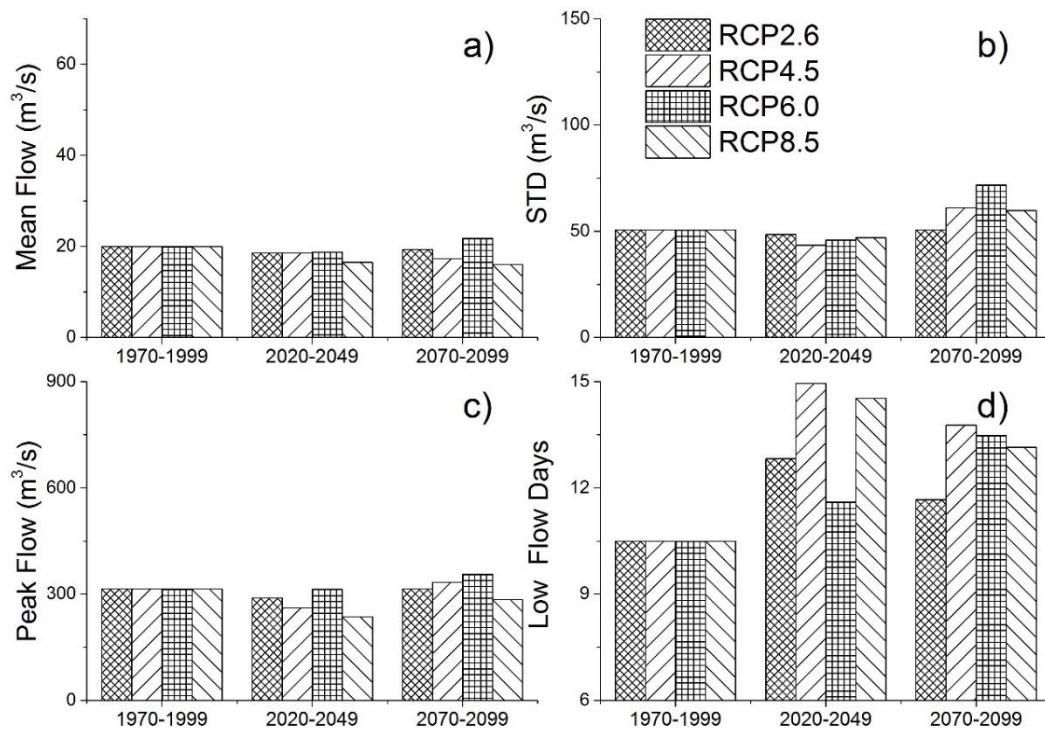 a)
60
40
20
0
Mean Flow (m³/s)
1970-1999 2020-2049 2070-2099
b)
RCP2.6
RCP4.5
RCP6.0
RCP8.5
150
100
50
0
STD (m³/s)
1970-1999 2020-2049 2070-2099
c)
900
600
300
0
Peak Flow (m³/s)
1970-1999 2020-2049 2070-2099
d)
15
12
9
6
Low Flow Days
1970-1999 2020-2049 2070-2099